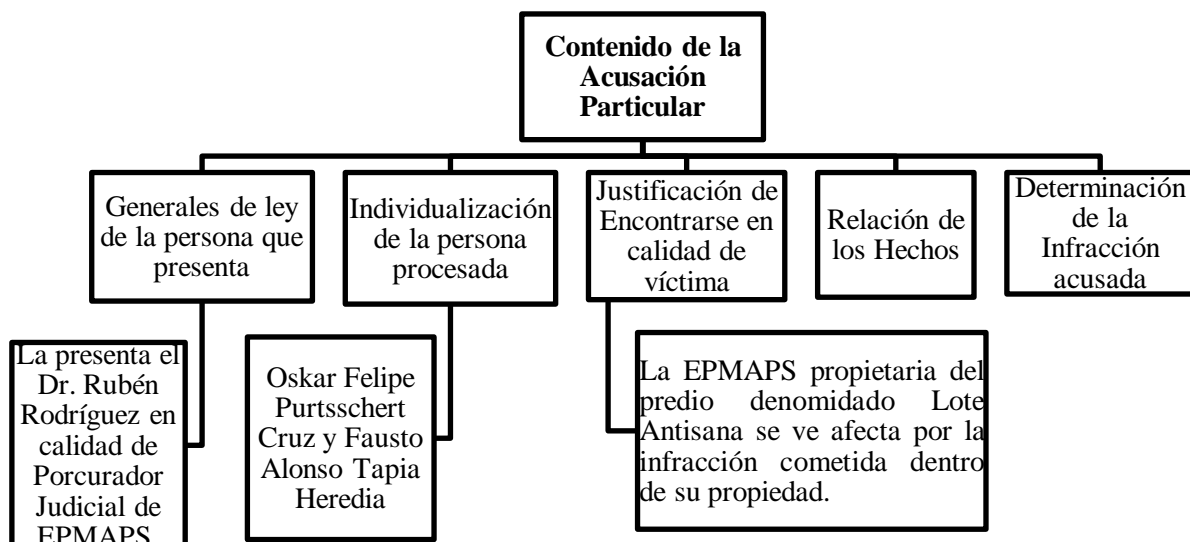 Contenido de la
Acusación
Particular
Generales de ley
de la persona que
presenta
Individualización
de la persona
procesada
Justificación de
Encontrarse en
calidad de
víctima
Relación de
los Hechos
Determinación
de la
Infracción
acusada
La presenta el
Dr. Rubén
Rodríguez en
calidad de
Porcurador
Judicial de
EPMAPS
Oskar Felipe
Purtsschert
Cruz y Fausto
Alonso Tapia
Heredia
La EPMAPS propietaria del
predio denomidado Lote
Antisana se ve afecta por la
infracción cometida dentro
de su propiedad.